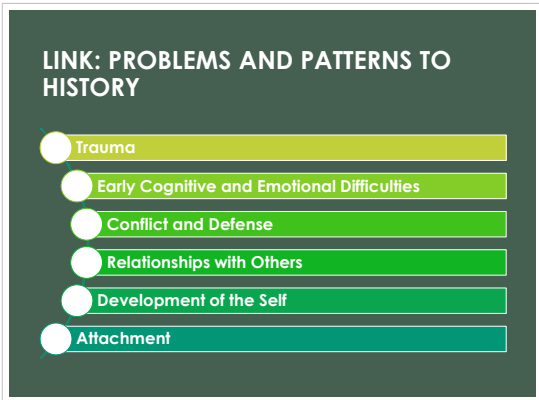 LINK: PROBLEMS AND PATTERNS TO
HISTORY
Trauma
Early Cognitive and Emotional Difficulties
Conflict and Defense
Relationships with Others
Development of the Self
Attachment